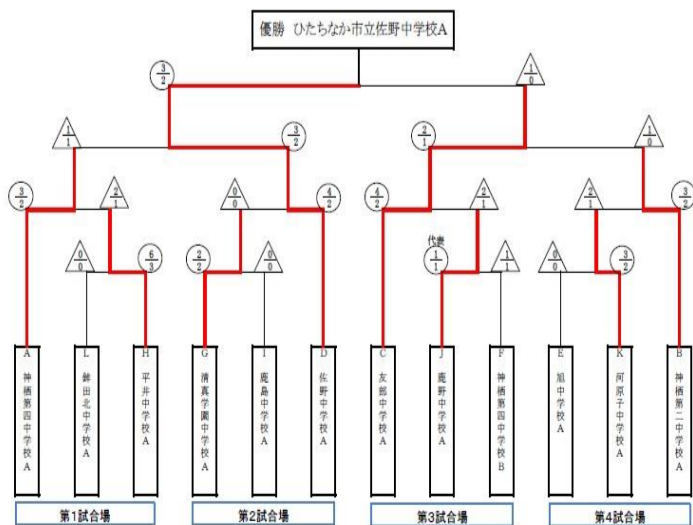 優勝 ひたちなか市立佐野中学校A
3/2
1/0
1/1
3/2
2/1
1/0
3/2
2/1
0/0
4/2
4/2
2/1
2/1
3/2
0/0
6/3
2/2
0/0
代表
1/1
1/1
0/0
3/2
A 神栖第四中学校A
L 鉾田北中学校A
H 平井中学校A
G 清真学園中学校A
I 鹿島中学校A
D 佐野中学校A
C 友部中学校A
J 鹿野中学校A
F 神栖第四中学校B
E 旭中学校A
K 河原子中学校A
B 神栖第二中学校A
第1試合場
第2試合場
第3試合場
第4試合場